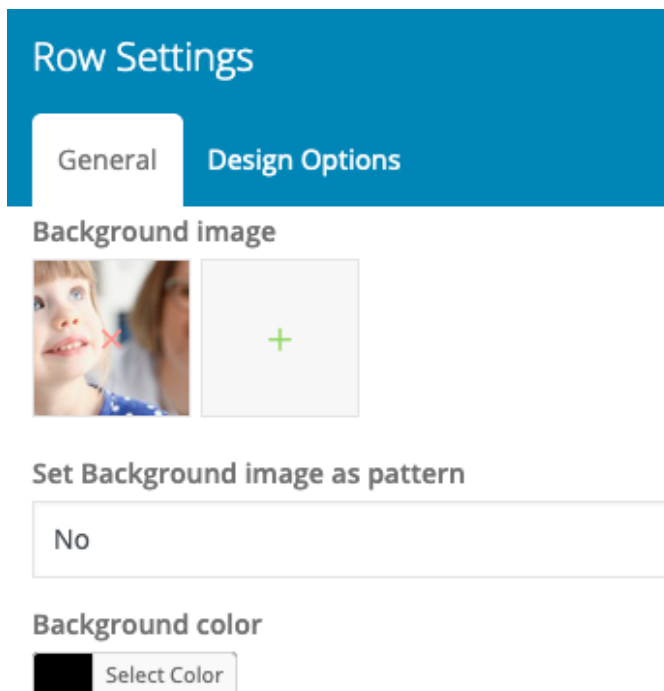 Row Settings
General Design Options
Background image
Set Background image as pattern
No
Background color
Select Color